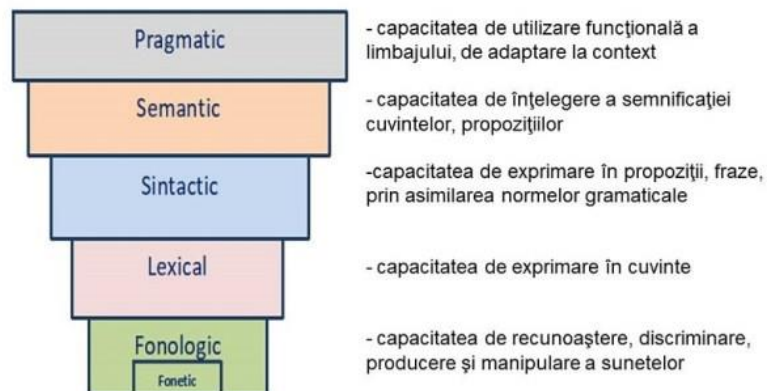 Pragmatic
- capacitatea de utilizare funcţională a
limbajului, de adaptare la context
Semantic
- capacitatea de înţelegere a semnificaţiei
cuvintelor, propoziţiilor
Sintactic
-capacitatea de exprimare în propoziţii, fraze,
prin asimilarea normelor gramaticale
Lexical
- capacitatea de exprimare în cuvinte
Fonologic
- capacitatea de recunoaştere, discriminare,
producere şi manipulare a sunetelor
Fonetic